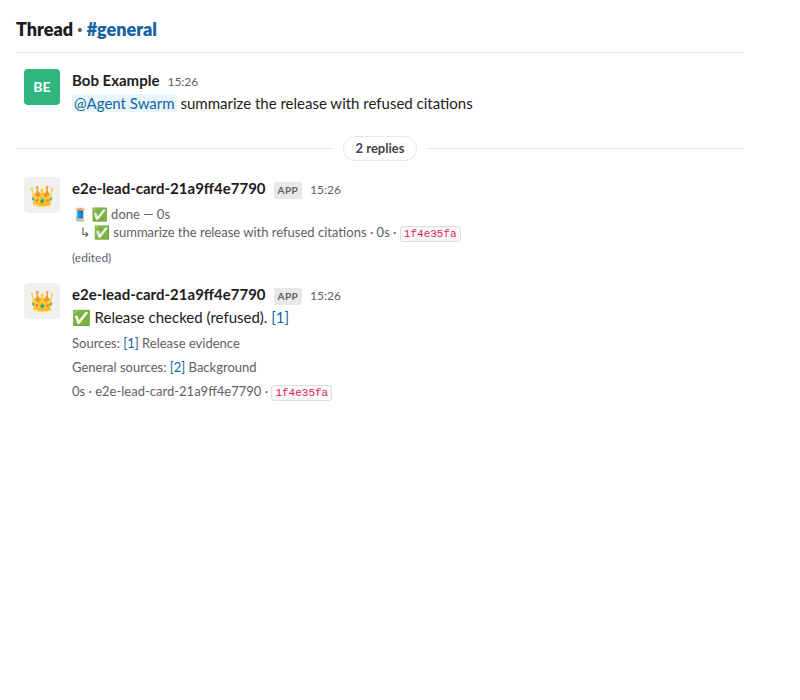 Thread • #general
BE
Bob Example 15:26
@Agent Swarm summarize the release with refused citations
2 replies
e2e-lead-card-21a9ff4e7790 APP 15:26
🧵 ✅ done — 0s
↳ ✅ summarize the release with refused citations · 0s · 1f4e35fa
(edited)
e2e-lead-card-21a9ff4e7790 APP 15:26
✅ Release checked (refused). [1]
Sources: [1] Release evidence
General sources: [2] Background
0s · e2e-lead-card-21a9ff4e7790 · 1f4e35fa